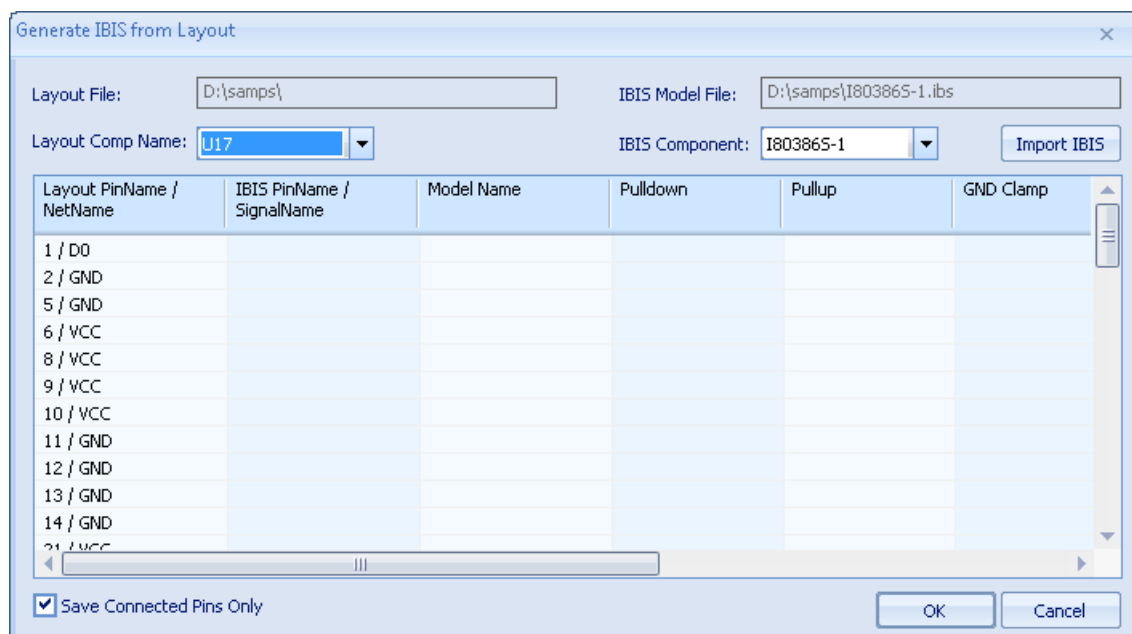 Generate IBIS from Layout
Layout File: D:\samps\ IBIS Model File: D:\samps\I80386S-1.ibs
Layout Comp Name: U17 IBIS Component: I80386S-1 Import IBIS
Layout PinName / IBIS PinName / Model Name Pulldown Pullup GND Clamp
NetName SignalName
1 / D0
2 / GND
5 / GND
6 / VCC
8 / VCC
9 / VCC
10 / VCC
11 / GND
12 / GND
13 / GND
14 / GND
21 / VCC
Save Connected Pins Only OK Cancel